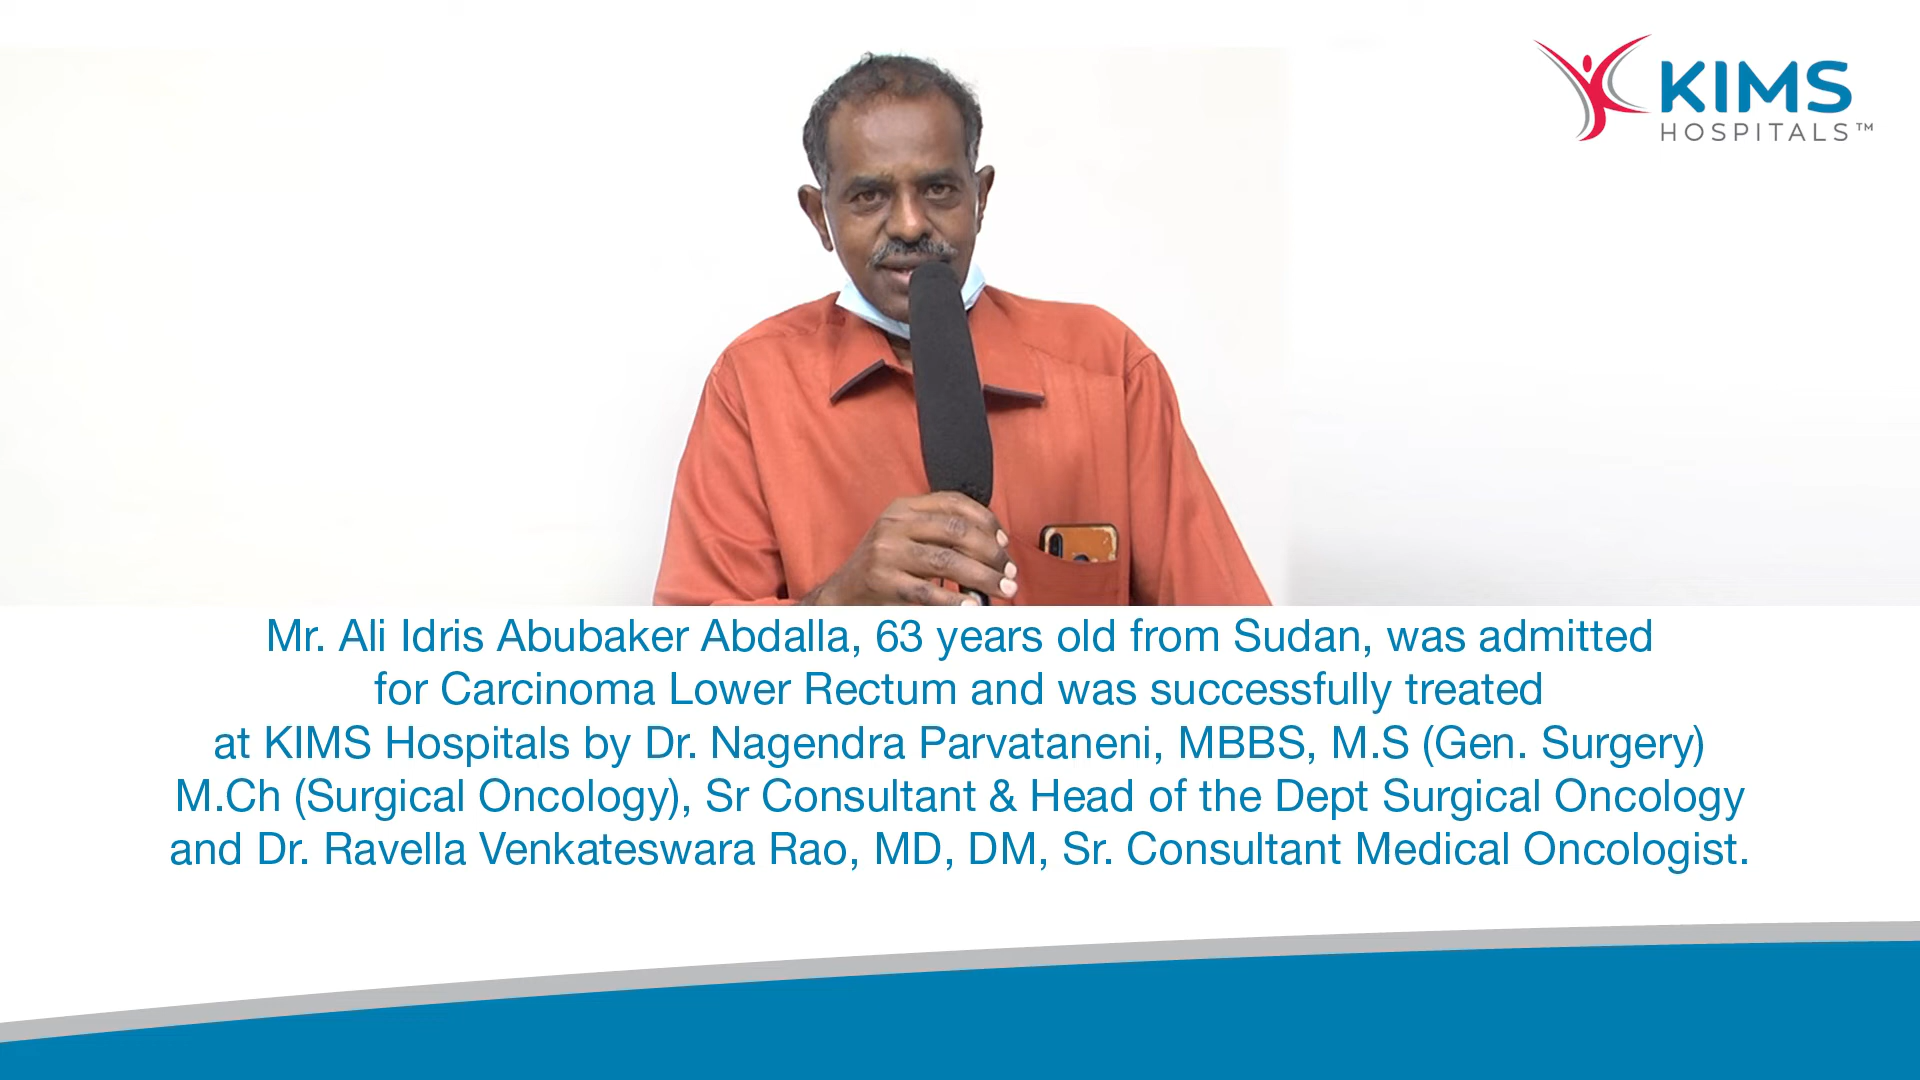 KIMS
HOSPITALS™
Mr. Ali Idris Abubaker Abdalla, 63 years old from Sudan, was admitted
for Carcinoma Lower Rectum and was successfully treated
at KIMS Hospitals by Dr. Nagendra Parvataneni, MBBS, M.S (Gen. Surgery)
M.Ch (Surgical Oncology), Sr Consultant & Head of the Dept Surgical Oncology
and Dr. Ravella Venkateswara Rao, MD, DM, Sr. Consultant Medical Oncologist.